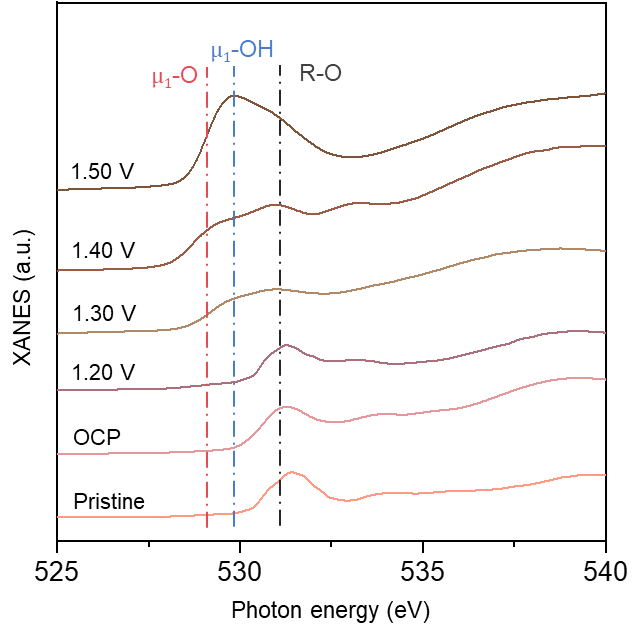 μ₁-OH
μ₁-O
R-O
1.50 V
1.40 V
1.30 V
1.20 V
OCP
Pristine
XANES (a.u.)
525 530 535 540
Photon energy (eV)